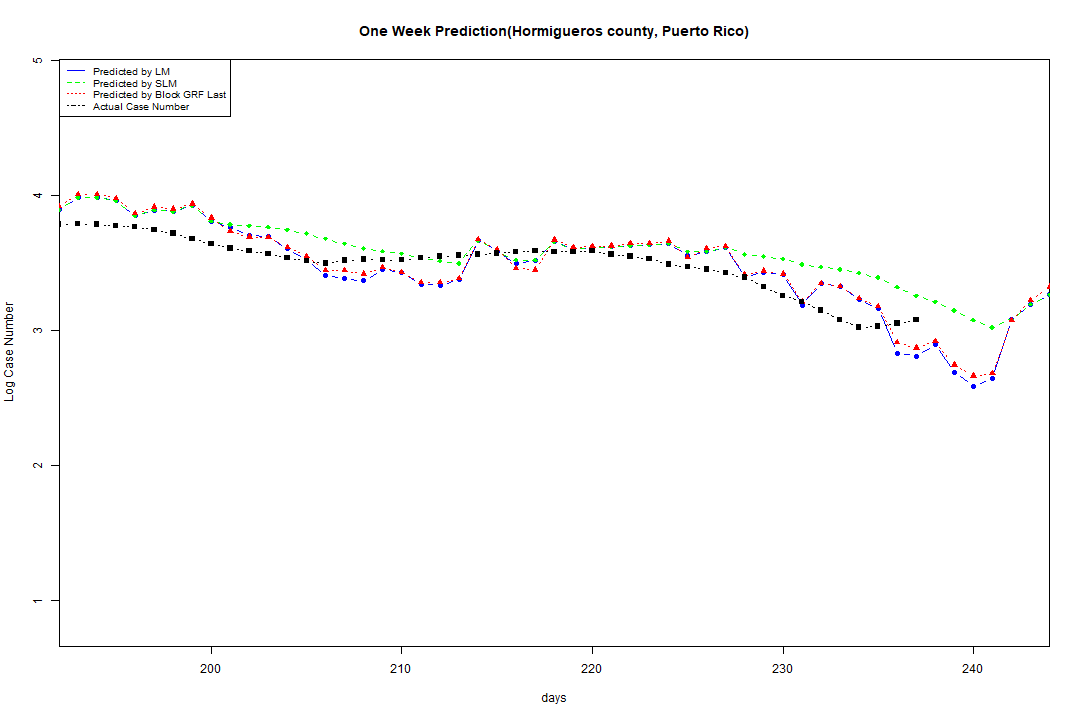 One Week Prediction(Hormigueros county, Puerto Rico)
Predicted by LM
Predicted by SLM
Predicted by Block GRF Last
Actual Case Number
5
4
3
2
1
Log Case Number
200 210 220 230 240
days